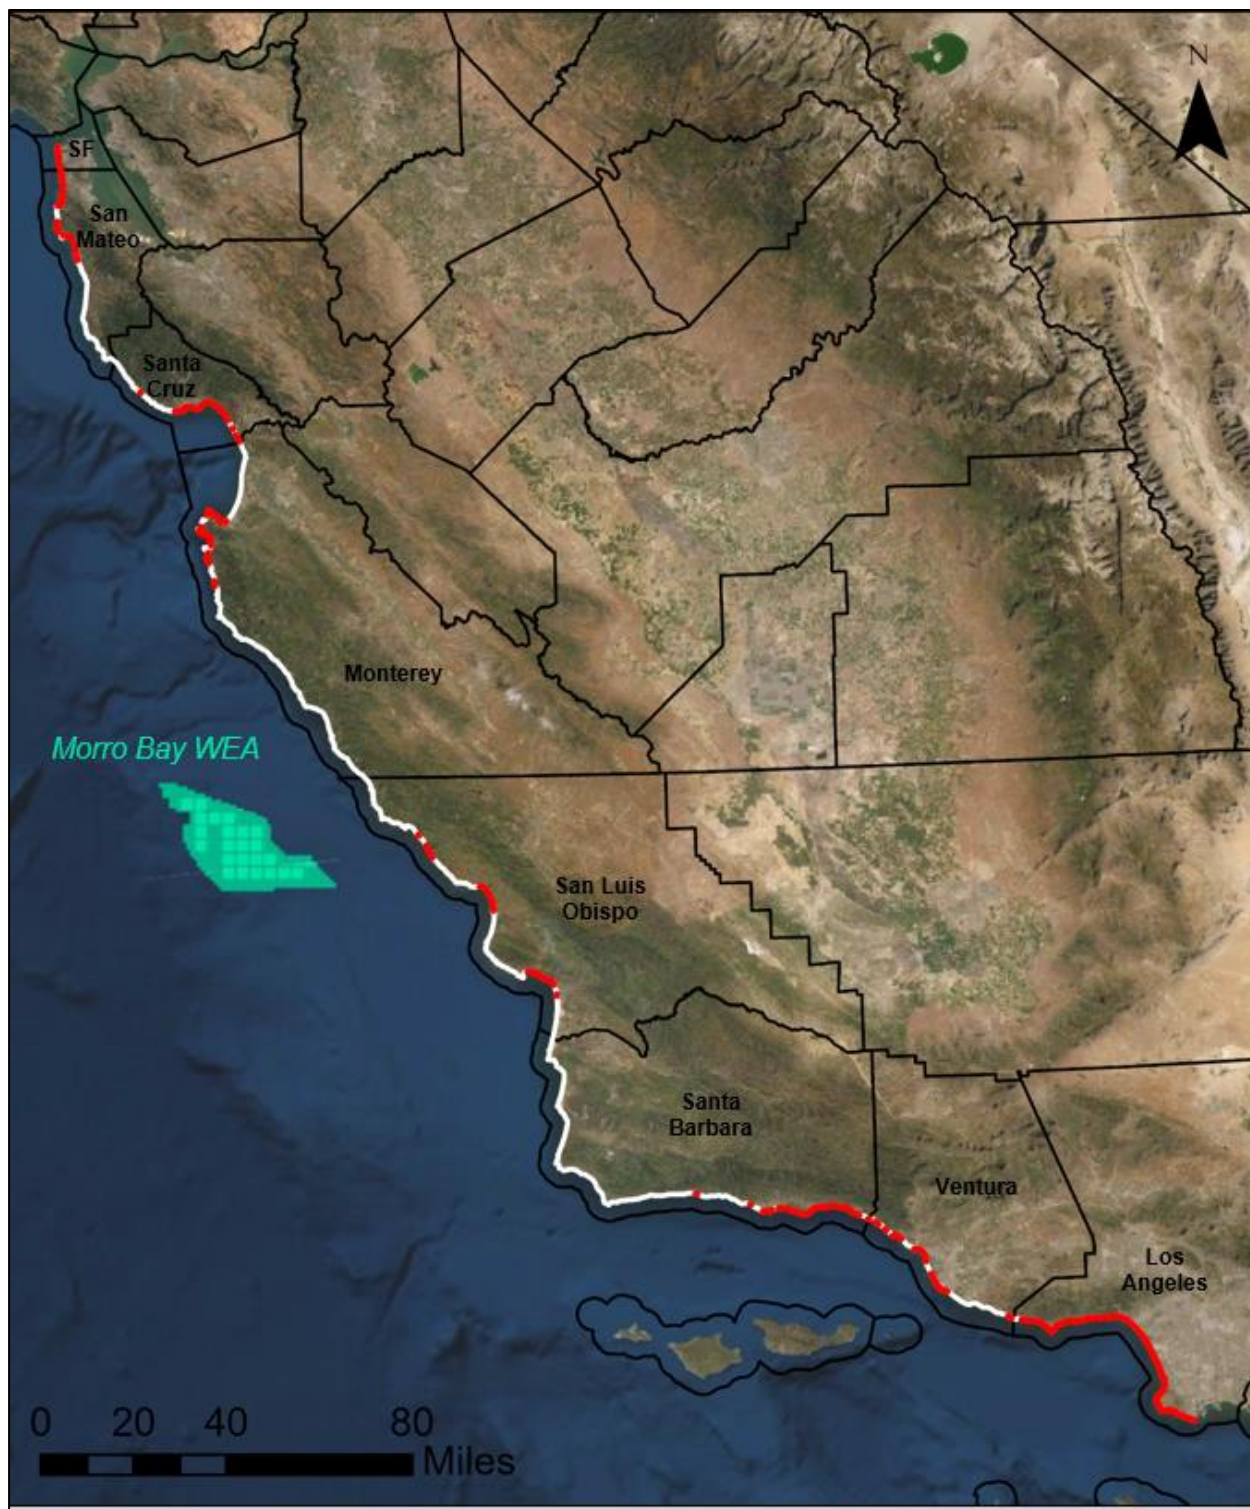 N
SF
San
Mateo
Santa
Cruz
Monterey
Morro Bay WEA
San Luis
Obispo
Santa
Barbara
Ventura
Los
Angeles
0 20 40 80
Miles